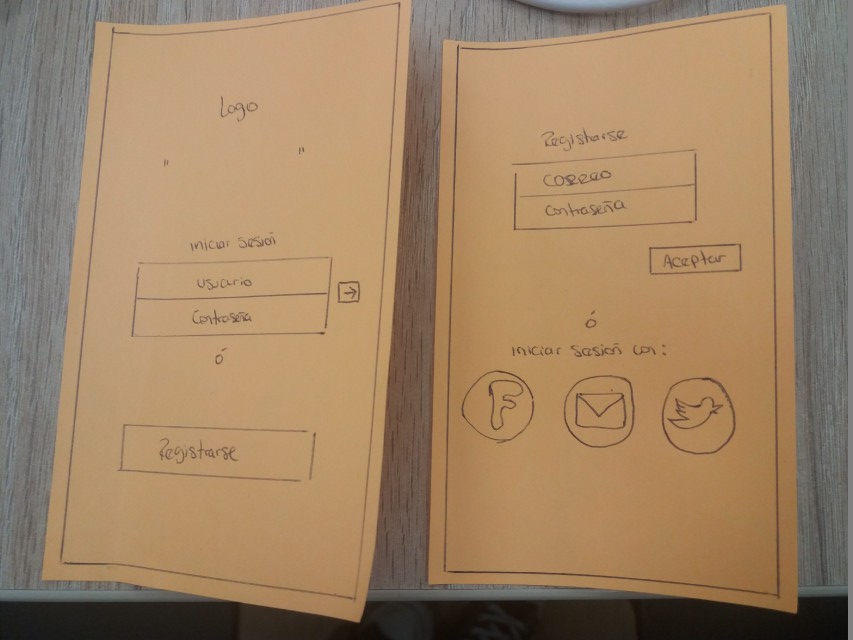 Logo
" "
iniciar sesión
usuario
contraseña
ó
Registrarse
Registrarse
correo
contraseña
Aceptar
ó
iniciar sesión con:
F